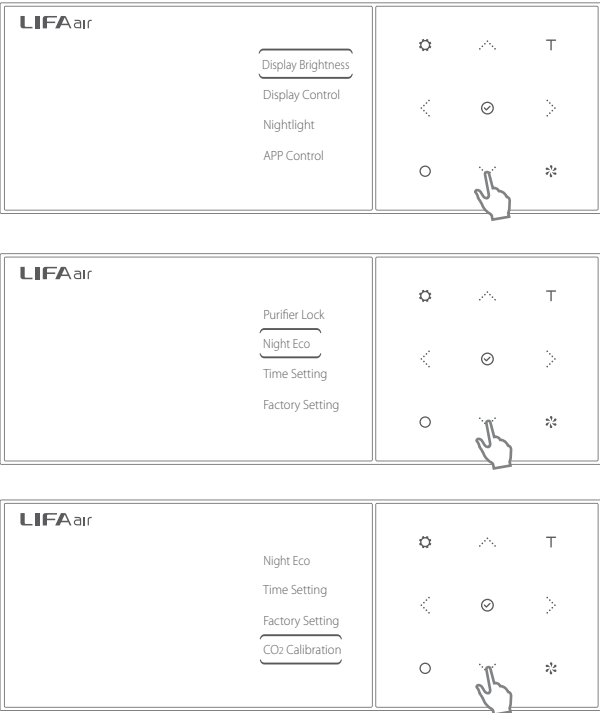 LIFAair
Display Brightness
Display Control
Nightlight
APP Control
T
LIFAair
Purifier Lock
Night Eco
Time Setting
Factory Setting
T
LIFAair
Night Eco
Time Setting
Factory Setting
CO2 Calibration
T